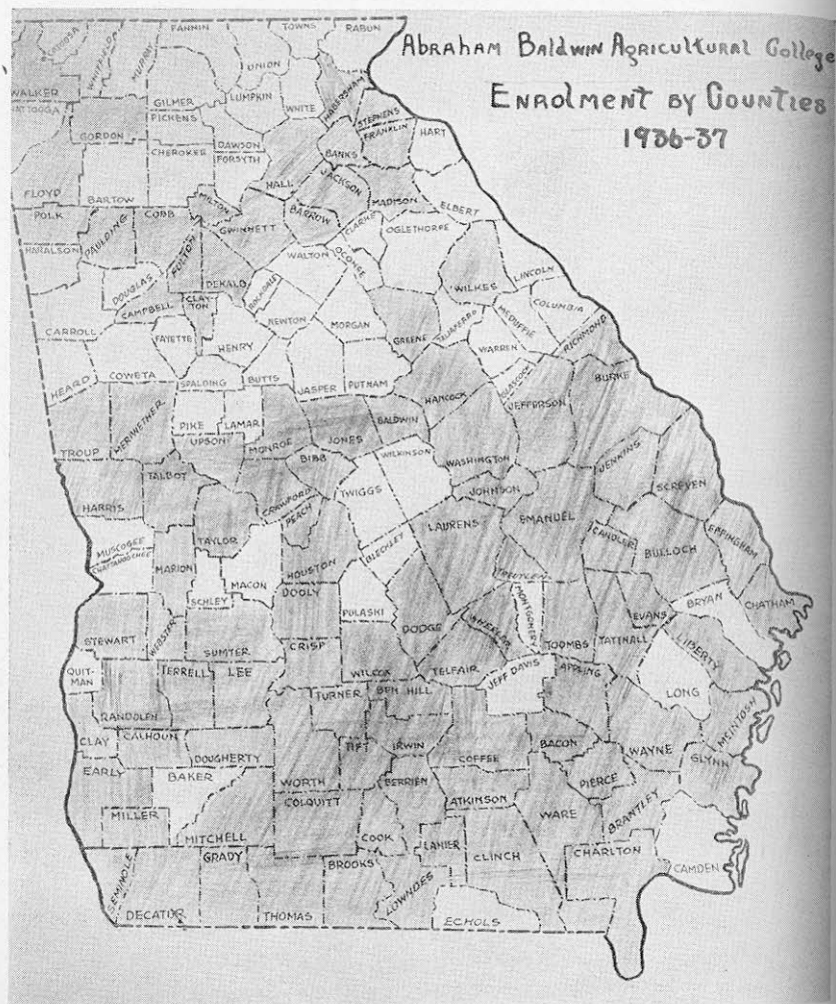 Abraham Baldwin Agricultural College
Enrolment by Counties
1936-37
FANNIN
TOWNS
RABUN
CATOOSA
WHITFIELD
MURRAY
UNION
WALKER
GILMER
LUMPKIN
WHITE
HABERSHAM
STEPHENS
PICKENS
FRANKLIN
HART
GORDON
DAWSON
BANKS
CHEROKEE
FORSYTH
HALL
JACKSON
MADISON
FLOYD
BARTOW
MILTON
ELBERT
POLK
PAULDING
COBB
GWINNETT
BARROW
CLARKE
OGLETHORPE
HARALSON
FULTON
WALTON
OCONEE
DOUGLAS
DEKALB
ROCKDALE
WILKES
LINCOLN
CAMPBELL
CLAY-
TON
NEWTON
MORGAN
GREENE
TALIAFERRO
McDUFFIE
COLUMBIA
RICHMOND
CARROLL
FAYETTE
HENRY
WARREN
HEARD
COWETA
SPALDING
BUTTS
JASPER
PUTNAM
HANCOCK
GLASCOCK
JEFFERSON
BURKE
TROUP
MERIWETHER
PIKE
LAMAR
UPSON
MONROE
JONES
BALDWIN
BIBB
WILKINSON
WASHINGTON
JENKINS
SCREVEN
TALBOT
CRAWFORD
TWIGGS
JOHNSON
HARRIS
PEACH
LAURENS
EMANUEL
TAYLOR
MUSCOGEE
CHATTAHOOCHEE
MARION
MACON
HOUSTON
BLECKLEY
CANDLER
BULLOCH
EFFINGHAM
SCHLEY
DOOLY
PULASKI
TREUTLEN
MONTGOMERY
EVANS
BRYAN
CHATHAM
STEWART
WEBSTER
SUMTER
CRISP
DODGE
WHEELER
TOOMBS
TATTNALL
LIBERTY
QUIT-
MAN
TERRELL
LEE
WILCOX
TELFAIR
JEFF DAVIS
APPLING
LONG
RANDOLPH
TURNER
BEN HILL
McINTOSH
CLAY
CALHOUN
DOUGHERTY
TIFT
IRWIN
COFFEE
BACON
WAYNE
GLYNN
EARLY
BAKER
WORTH
BERRIEN
PIERCE
COLQUITT
ATKINSON
BRANTLEY
MILLER
MITCHELL
COOK
LANIER
WARE
CHARLTON
SEMINOLE
GRADY
BROOKS
CLINCH
CAMDEN
DECATUR
THOMAS
LOWNDES
ECHOLS